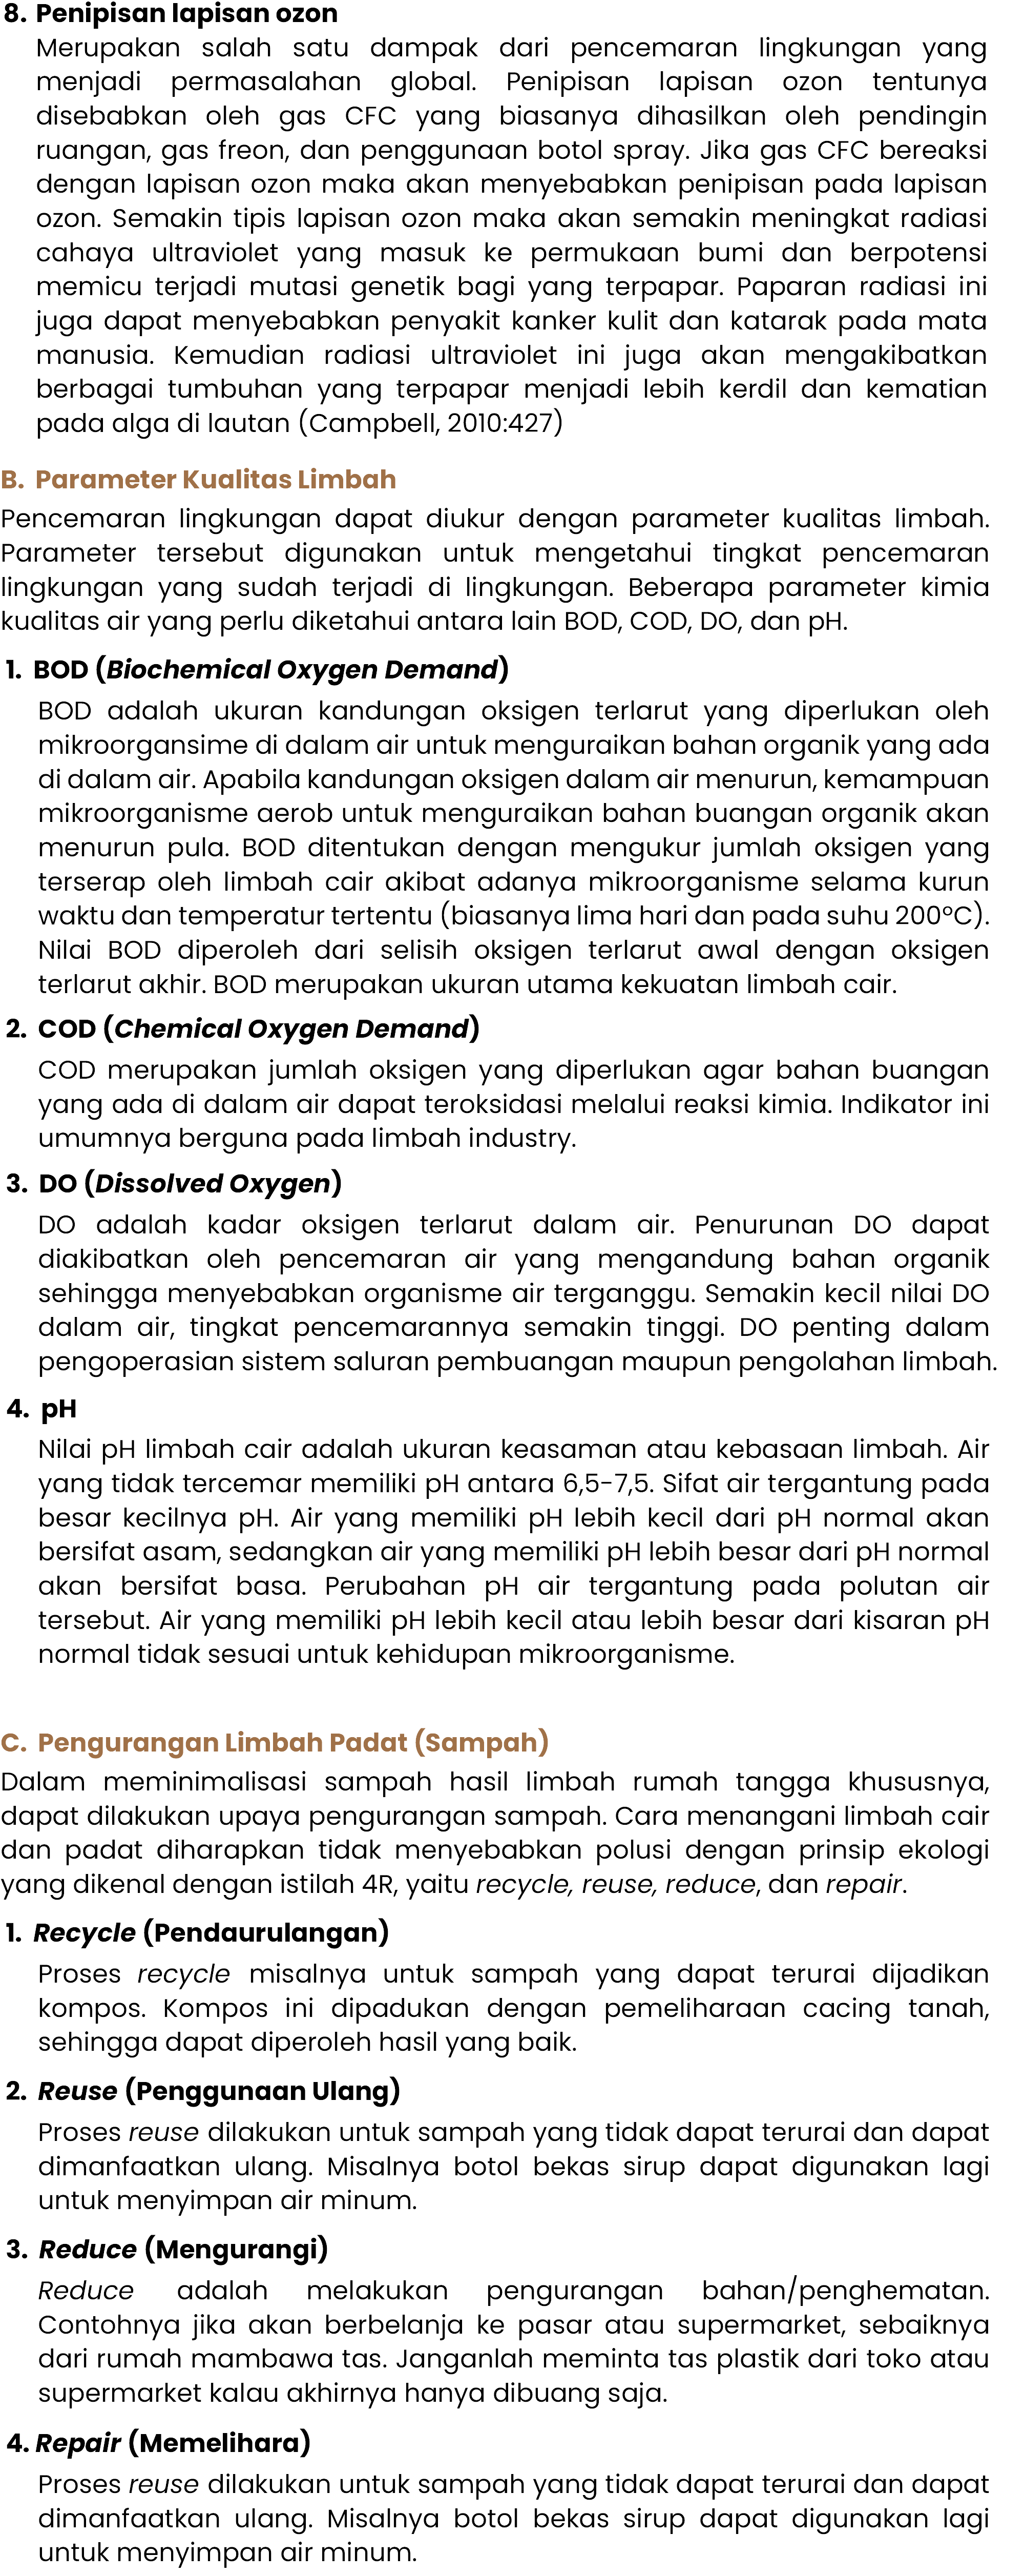 8. Penipisan lapisan ozon
Merupakan salah satu dampak dari pencemaran lingkungan yang
menjadi permasalahan global. Penipisan lapisan ozon tentunya
disebabkan oleh gas CFC yang biasanya dihasilkan oleh pendingin
ruangan, gas freon, dan penggunaan botol spray. Jika gas CFC bereaksi
dengan lapisan ozon maka akan menyebabkan penipisan pada lapisan
ozon. Semakin tipis lapisan ozon maka akan semakin meningkat radiasi
cahaya ultraviolet yang masuk ke permukaan bumi dan berpotensi
memicu terjadi mutasi genetik bagi yang terpapar. Paparan radiasi ini
juga dapat menyebabkan penyakit kanker kulit dan katarak pada mata
manusia. Kemudian radiasi ultraviolet ini juga akan mengakibatkan
berbagai tumbuhan yang terpapar menjadi lebih kerdil dan kematian
pada alga di lautan (Campbell, 2010:427)
B. Parameter Kualitas Limbah
Pencemaran lingkungan dapat diukur dengan parameter kualitas limbah.
Parameter tersebut digunakan untuk mengetahui tingkat pencemaran
lingkungan yang sudah terjadi di lingkungan. Beberapa parameter kimia
kualitas air yang perlu diketahui antara lain BOD, COD, DO, dan pH.
1. BOD (Biochemical Oxygen Demand)
BOD adalah ukuran kandungan oksigen terlarut yang diperlukan oleh
mikroorgansime di dalam air untuk menguraikan bahan organik yang ada
di dalam air. Apabila kandungan oksigen dalam air menurun, kemampuan
mikroorganisme aerob untuk menguraikan bahan buangan organik akan
menurun pula. BOD ditentukan dengan mengukur jumlah oksigen yang
terserap oleh limbah cair akibat adanya mikroorganisme selama kurun
waktu dan temperatur tertentu (biasanya lima hari dan pada suhu 200°C).
Nilai BOD diperoleh dari selisih oksigen terlarut awal dengan oksigen
terlarut akhir. BOD merupakan ukuran utama kekuatan limbah cair.
2. COD (Chemical Oxygen Demand)
COD merupakan jumlah oksigen yang diperlukan agar bahan buangan
yang ada di dalam air dapat teroksidasi melalui reaksi kimia. Indikator ini
umumnya berguna pada limbah industry.
3. DO (Dissolved Oxygen)
DO adalah kadar oksigen terlarut dalam air. Penurunan DO dapat
diakibatkan oleh pencemaran air yang mengandung bahan organik
sehingga menyebabkan organisme air terganggu. Semakin kecil nilai DO
dalam air, tingkat pencemarannya semakin tinggi. DO penting dalam
pengoperasian sistem saluran pembuangan maupun pengolahan limbah.
4. pH
Nilai pH limbah cair adalah ukuran keasaman atau kebasaan limbah. Air
yang tidak tercemar memiliki pH antara 6,5-7,5. Sifat air tergantung pada
besar kecilnya pH. Air yang memiliki pH lebih kecil dari pH normal akan
bersifat asam, sedangkan air yang memiliki pH lebih besar dari pH normal
akan bersifat basa. Perubahan pH air tergantung pada polutan air
tersebut. Air yang memiliki pH lebih kecil atau lebih besar dari kisaran pH
normal tidak sesuai untuk kehidupan mikroorganisme.
C. Pengurangan Limbah Padat (Sampah)
Dalam meminimalisasi sampah hasil limbah rumah tangga khususnya,
dapat dilakukan upaya pengurangan sampah. Cara menangani limbah cair
dan padat diharapkan tidak menyebabkan polusi dengan prinsip ekologi
yang dikenal dengan istilah 4R, yaitu recycle, reuse, reduce, dan repair.
1. Recycle (Pendaurulangan)
Proses recycle misalnya untuk sampah yang dapat terurai dijadikan
kompos. Kompos ini dipadukan dengan pemeliharaan cacing tanah,
sehingga dapat diperoleh hasil yang baik.
2. Reuse (Penggunaan Ulang)
Proses reuse dilakukan untuk sampah yang tidak dapat terurai dan dapat
dimanfaatkan ulang. Misalnya botol bekas sirup dapat digunakan lagi
untuk menyimpan air minum.
3. Reduce (Mengurangi)
Reduce adalah melakukan pengurangan bahan/penghematan.
Contohnya jika akan berbelanja ke pasar atau supermarket, sebaiknya
dari rumah mambawa tas. Janganlah meminta tas plastik dari toko atau
supermarket kalau akhirnya hanya dibuang saja.
4. Repair (Memelihara)
Proses reuse dilakukan untuk sampah yang tidak dapat terurai dan dapat
dimanfaatkan ulang. Misalnya botol bekas sirup dapat digunakan lagi
untuk menyimpan air minum.